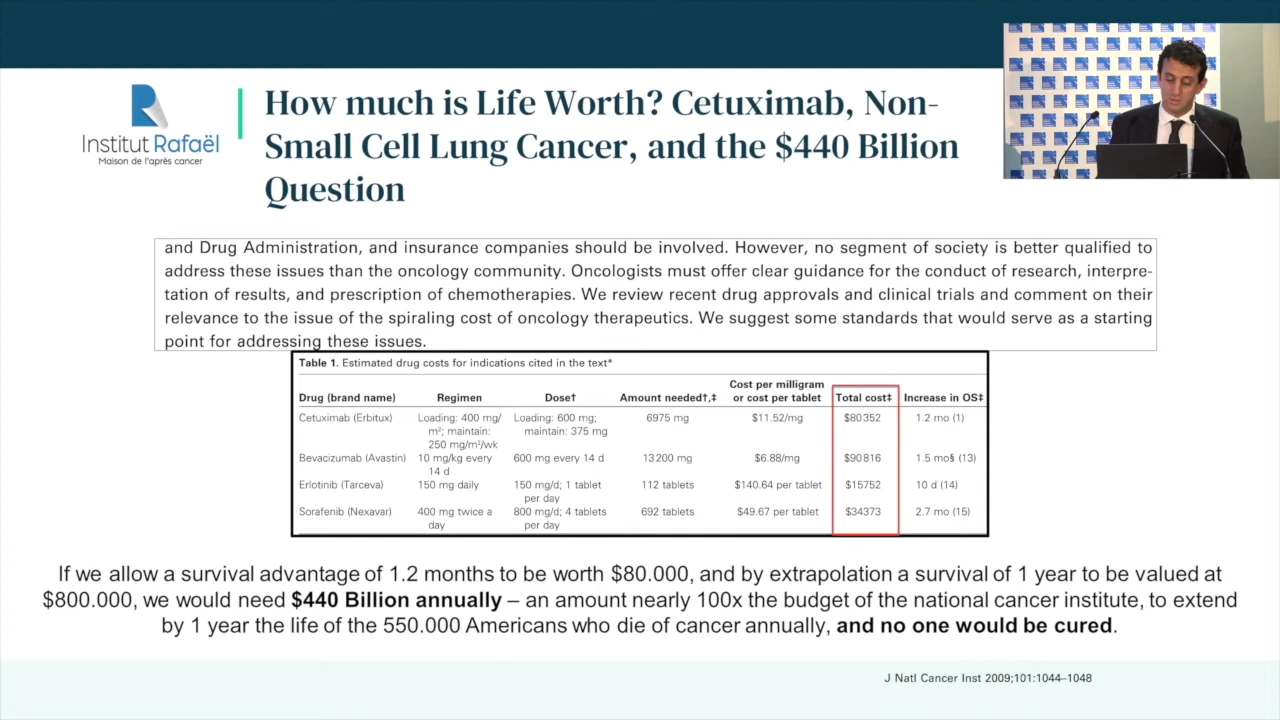 Institut Rafaël
Maison de l'après cancer
How much is Life Worth? Cetuximab, Non-
Small Cell Lung Cancer, and the $440 Billion
Question
and Drug Administration, and insurance companies should be involved. However, no segment of society is better qualified to
address these issues than the oncology community. Oncologists must offer clear guidance for the conduct of research, interpre-
tation of results, and prescription of chemotherapies. We review recent drug approvals and clinical trials and comment on their
relevance to the issue of the spiraling cost of oncology therapeutics. We suggest some standards that would serve as a starting
point for addressing these issues.
Table 1. Estimated drug costs for indications cited in the text*
Cost per milligram
Drug (brand name) Regimen Dose† Amount needed†,‡ or cost per tablet Total cost‡ Increase in OS‡
Cetuximab (Erbitux) Loading: 400 mg/ Loading: 600 mg; 6975 mg $11.52/mg $80352 1.2 mo (1)
m²; maintain: maintain: 375 mg
250 mg/m²/wk
Bevacizumab (Avastin) 10 mg/kg every 600 mg every 14 d 13200 mg $6.88/mg $90816 1.5 mo§ (13)
14 d
Erlotinib (Tarceva) 150 mg daily 150 mg/d; 1 tablet 112 tablets $140.64 per tablet $15752 10 d (14)
per day
Sorafenib (Nexavar) 400 mg twice a 800 mg/d; 4 tablets 692 tablets $49.67 per tablet $34373 2.7 mo (15)
day per day
If we allow a survival advantage of 1.2 months to be worth $80.000, and by extrapolation a survival of 1 year to be valued at
$800.000, we would need $440 Billion annually – an amount nearly 100x the budget of the national cancer institute, to extend
by 1 year the life of the 550.000 Americans who die of cancer annually, and no one would be cured.
J Natl Cancer Inst 2009;101:1044–1048